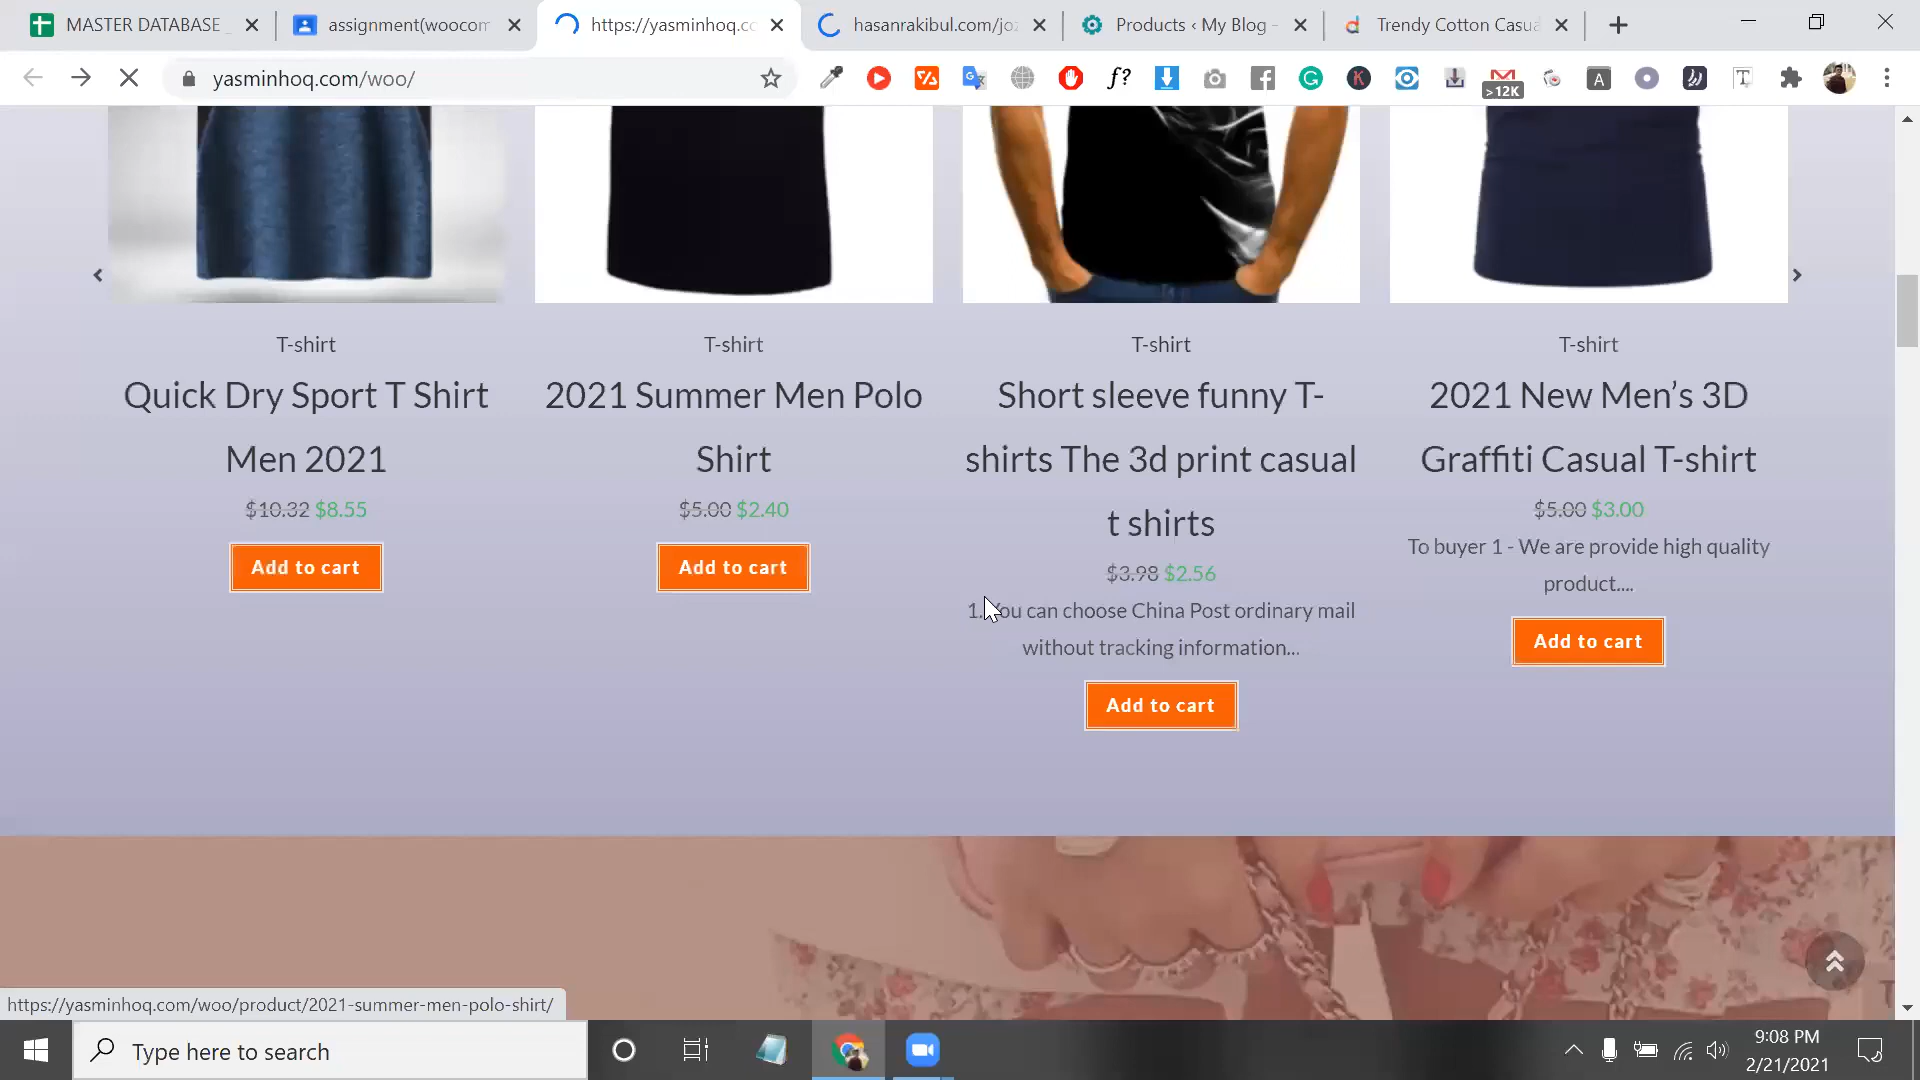 MASTER DATABASE
assignment(woocom
https://yasminhoq.cc
hasanrakibul.com/joz
Products ‹ My Blog –
Trendy Cotton Casua
yasminhoq.com/woo/
f?
>12K
A
T
T-shirt
T-shirt
T-shirt
T-shirt
Quick Dry Sport T Shirt
2021 Summer Men Polo
Short sleeve funny T-
2021 New Men's 3D
Men 2021
Shirt
shirts The 3d print casual
Graffiti Casual T-shirt
$10.32 $8.55
$5.00 $2.40
t shirts
$5.00 $3.00
Add to cart
Add to cart
$3.98 $2.56
To buyer 1 - We are provide high quality
1. You can choose China Post ordinary mail
product....
without tracking information...
Add to cart
Add to cart
https://yasminhoq.com/woo/product/2021-summer-men-polo-shirt/
Type here to search
9:08 PM
2/21/2021